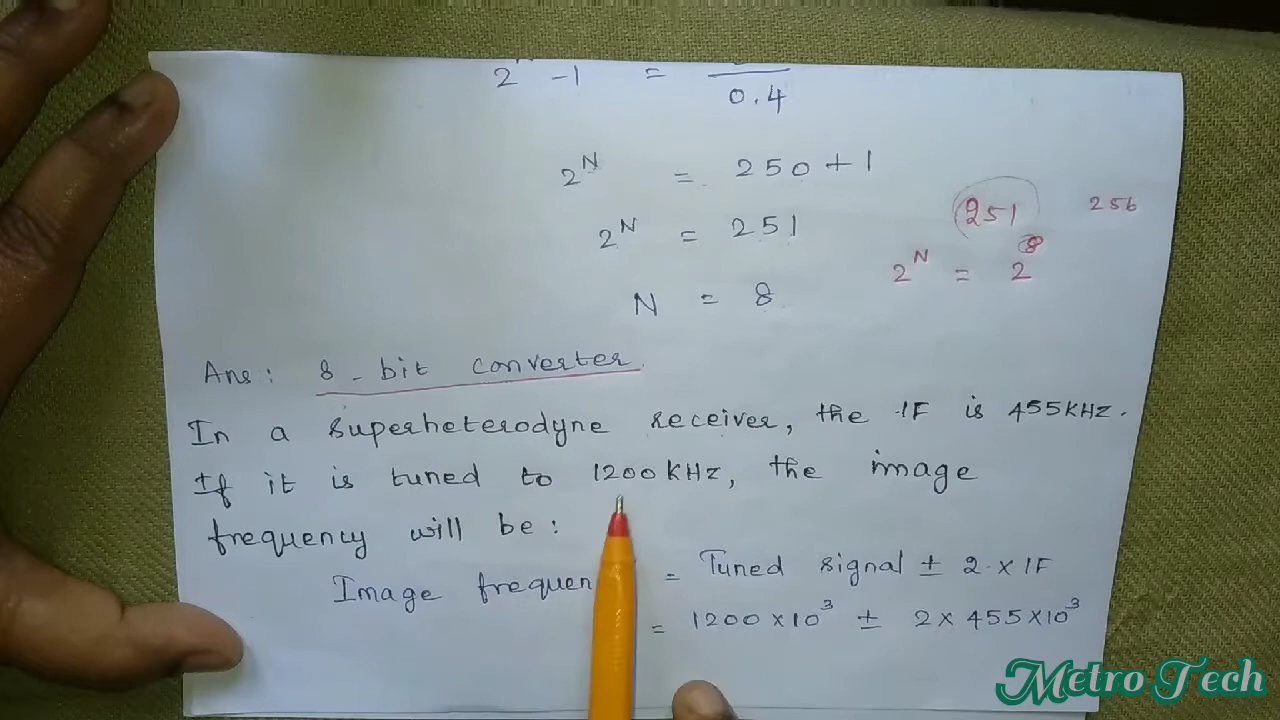 2^N - 1 = ―
0.4
2^N = 250 + 1
2^N = 251
251 256
2^N = 2^8
N = 8
Ans: 8-bit converter.
In a superheterodyne receiver, the IF is 455KHZ.
If it is tuned to 1200KHZ, the image
frequency will be:
Image frequen = Tuned signal ± 2 × IF
= 1200 × 10^3 ± 2 × 455 × 10^3
Metro Tech